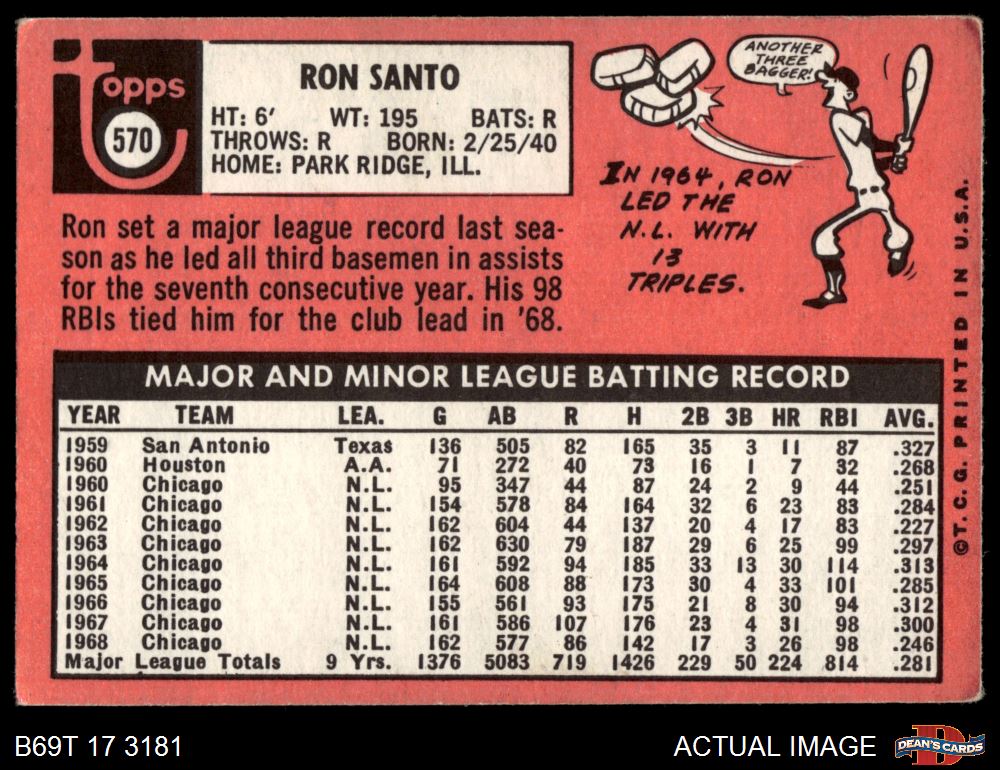 Topps
570
RON SANTO
HT: 6' WT: 195 BATS: R
THROWS: R BORN: 2/25/40
HOME: PARK RIDGE, ILL.
Ron set a major league record last sea-
son as he led all third basemen in assists
for the seventh consecutive year. His 98
RBIs tied him for the club lead in '68.
ANOTHER
THREE
BAGGER!
IN 1964, RON
LED THE
N.L. WITH
13
TRIPLES.
MAJOR AND MINOR LEAGUE BATTING RECORD
YEAR TEAM LEA. G AB R H 2B 3B HR RBI AVG.
1959 San Antonio Texas 136 505 82 165 35 3 11 87 .327
1960 Houston A.A. 71 272 40 73 16 1 7 32 .268
1960 Chicago N.L. 95 347 44 87 24 2 9 44 .251
1961 Chicago N.L. 154 578 84 164 32 6 23 83 .284
1962 Chicago N.L. 162 604 44 137 20 4 17 83 .227
1963 Chicago N.L. 162 630 79 187 29 6 25 99 .297
1964 Chicago N.L. 161 592 94 185 33 13 30 114 .313
1965 Chicago N.L. 164 608 88 173 30 4 33 101 .285
1966 Chicago N.L. 155 561 93 175 21 8 30 94 .312
1967 Chicago N.L. 161 586 107 176 23 4 31 98 .300
1968 Chicago N.L. 162 577 86 142 17 3 26 98 .246
Major League Totals 9 Yrs. 1376 5083 719 1426 229 50 224 814 .281
©T.C.G. PRINTED IN U.S.A.
B69T 17 3181
ACTUAL IMAGE
DEAN'S CARDS